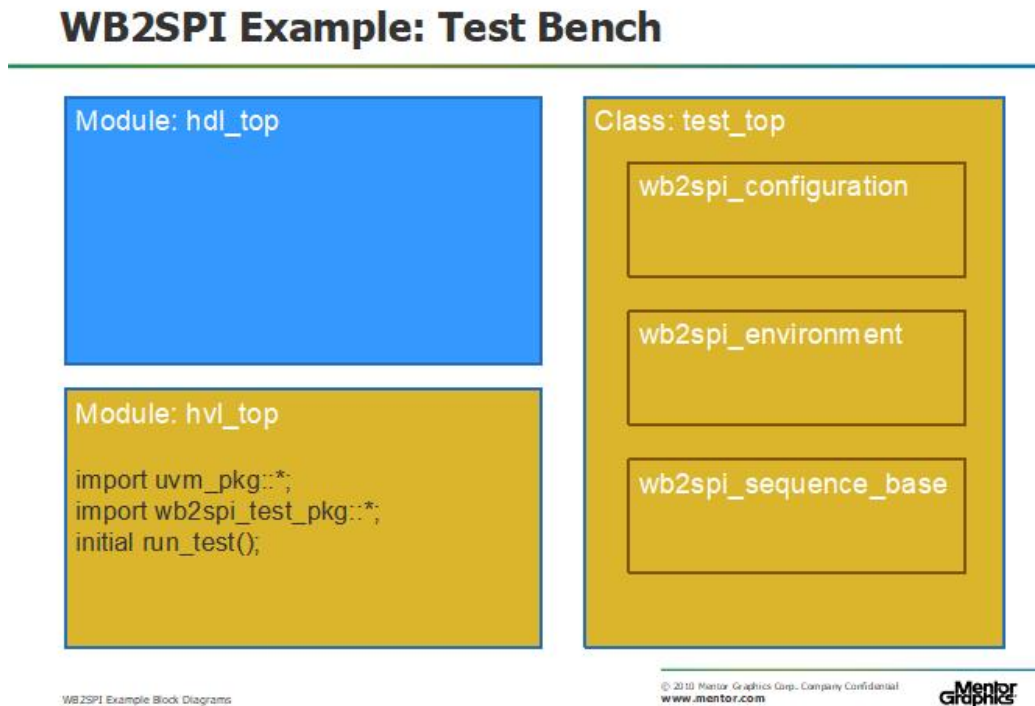 WB2SPI Example: Test Bench
Module: hdl_top
Module: hvl_top
import uvm_pkg::*;
import wb2spi_test_pkg::*;
initial run_test();
Class: test_top
wb2spi_configuration
wb2spi_environment
wb2spi_sequence_base
WB2SPI Example Block Diagrams
© 2010 Mentor Graphics Corp. Company Confidential
www.mentor.com
Mentor
Graphics